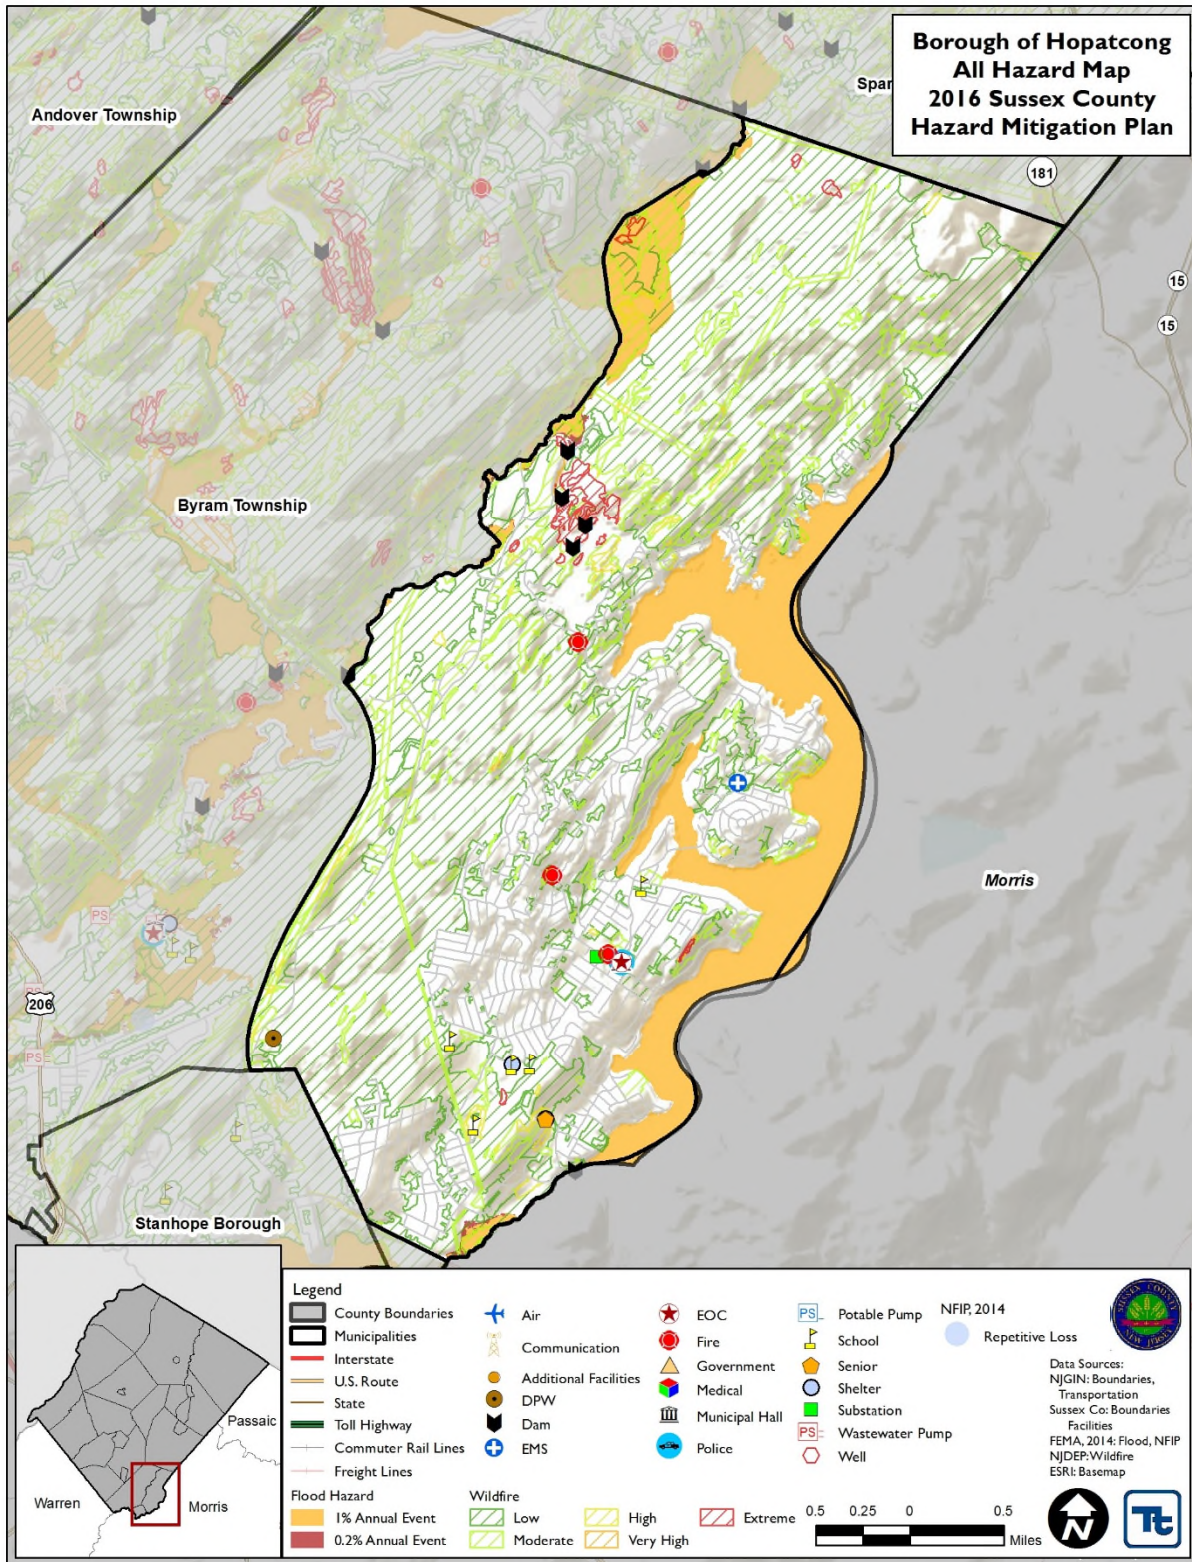 Borough of Hopatcong
All Hazard Map
2016 Sussex County
Hazard Mitigation Plan
Andover Township
Spar
181
15
15
Byram Township
Morris
PS
206
PS
PS
Stanhope Borough
Passaic
Warren
Morris
Legend
County Boundaries
Municipalities
Interstate
U.S. Route
State
Toll Highway
Commuter Rail Lines
Freight Lines
Air
Communication
Additional Facilities
DPW
Dam
EMS
EOC
Fire
Government
Medical
Municipal Hall
Police
PS Potable Pump
School
Senior
Shelter
Substation
PS Wastewater Pump
Well
NFIP, 2014
Repetitive Loss
SUSSEX COUNTY
NEW JERSEY
Data Sources:
NJGIN: Boundaries,
Transportation
Sussex Co: Boundaries
Facilities
FEMA, 2014: Flood, NFIP
NJDEP: Wildfire
ESRI: Basemap
Flood Hazard
1% Annual Event
0.2% Annual Event
Wildfire
Low
Moderate
High
Very High
Extreme
0.5 0.25 0 0.5
Miles
N
Tt